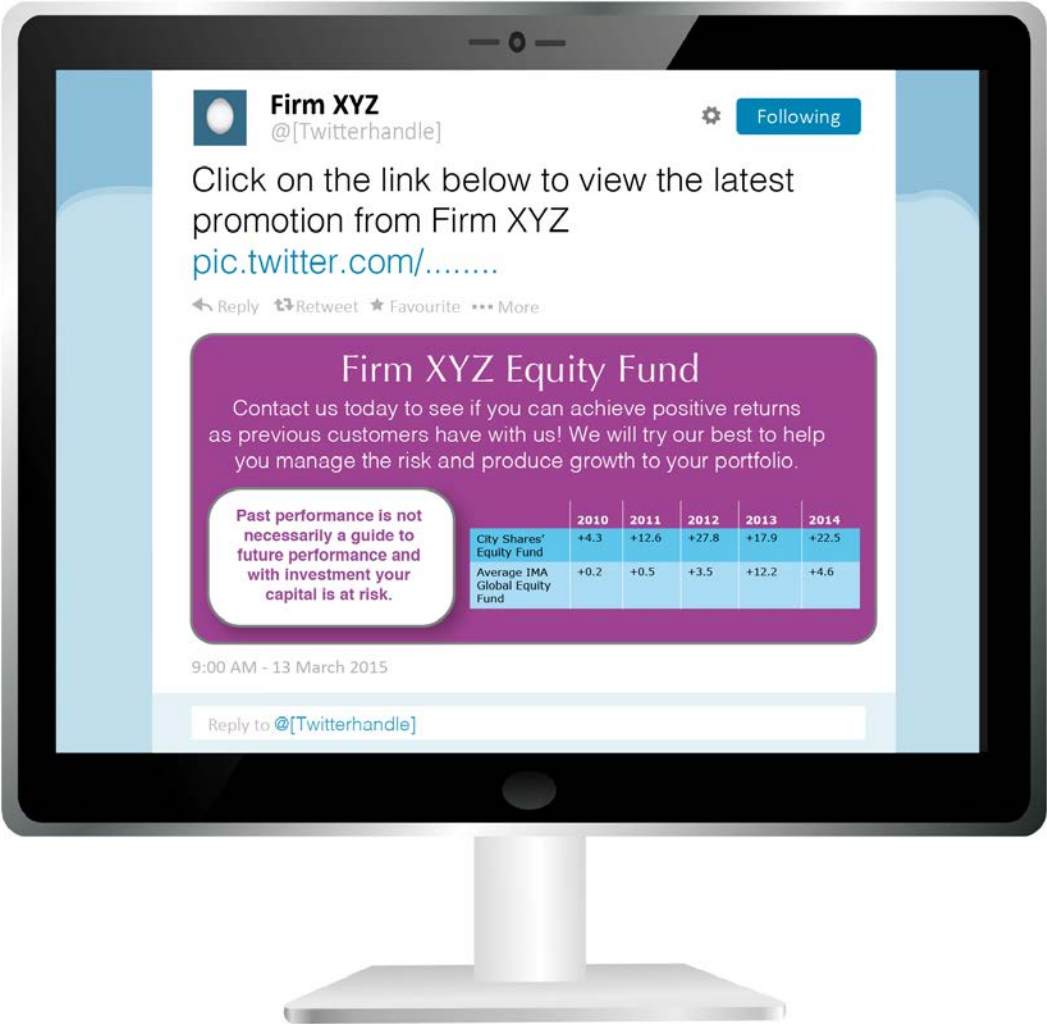 Firm XYZ
@[Twitterhandle]
Following
Click on the link below to view the latest
promotion from Firm XYZ
pic.twitter.com/........
Reply Retweet Favourite More
Firm XYZ Equity Fund
Contact us today to see if you can achieve positive returns
as previous customers have with us! We will try our best to help
you manage the risk and produce growth to your portfolio.
Past performance is not
necessarily a guide to
future performance and
with investment your
capital is at risk.
2010 2011 2012 2013 2014
City Shares' +4.3 +12.6 +27.8 +17.9 +22.5
Equity Fund
Average IMA +0.2 +0.5 +3.5 +12.2 +4.6
Global Equity
Fund
9:00 AM - 13 March 2015
Reply to @[Twitterhandle]